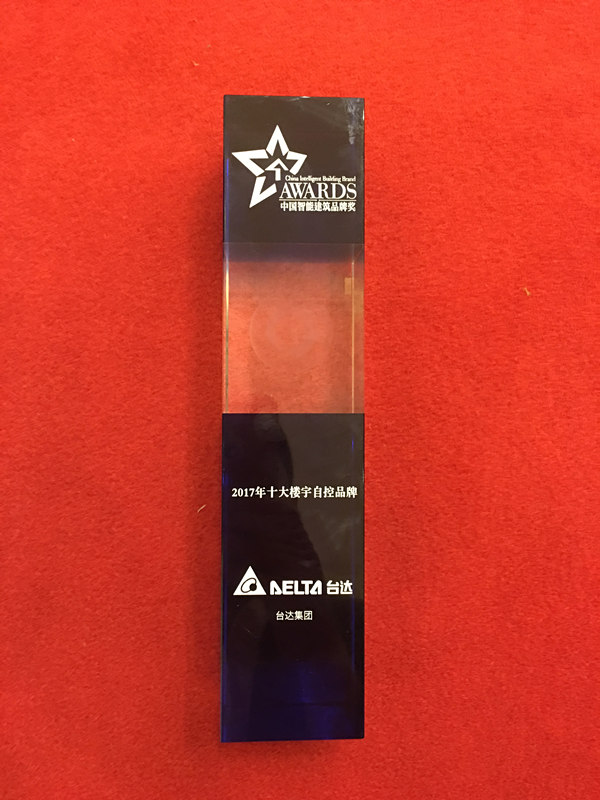 China Intelligent Building Brand
AWARDS
中国智能建筑品牌奖
2017年十大楼宇自控品牌
DELTA 台达
台达集团